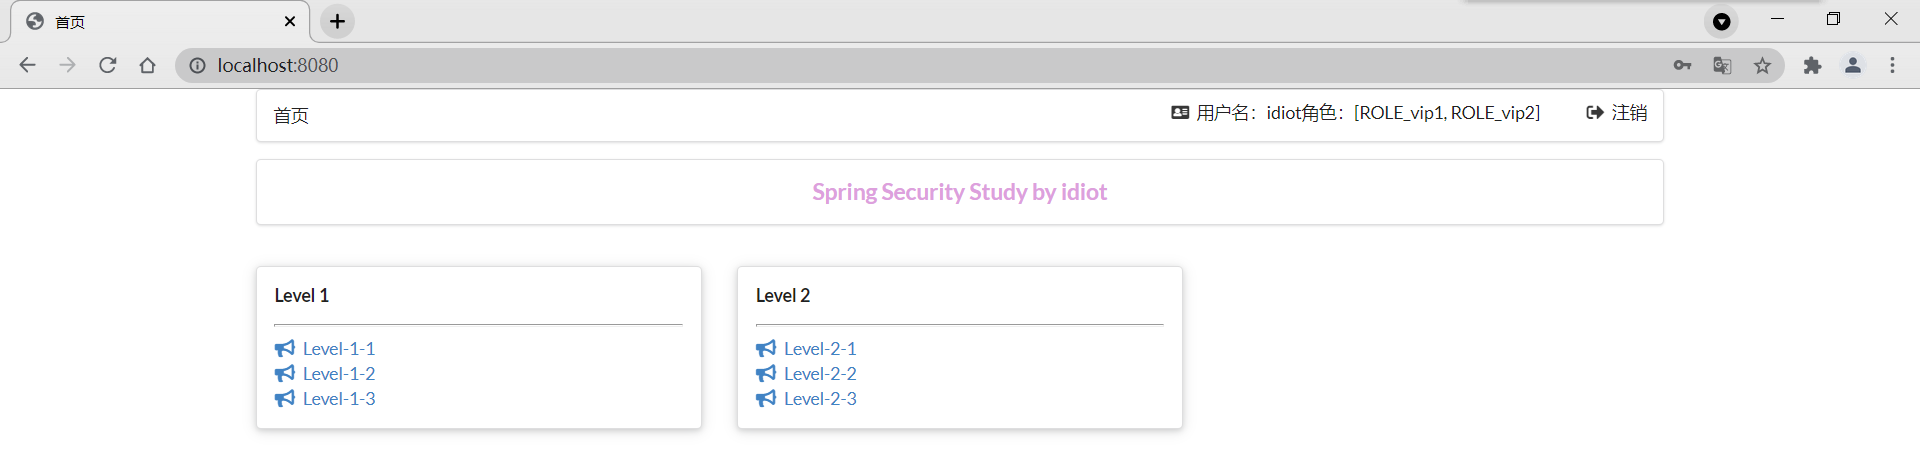 首页
localhost:8080
首页
用户名：idiot角色：[ROLE_vip1, ROLE_vip2] 注销
Spring Security Study by idiot
Level 1
Level-1-1
Level-1-2
Level-1-3
Level 2
Level-2-1
Level-2-2
Level-2-3